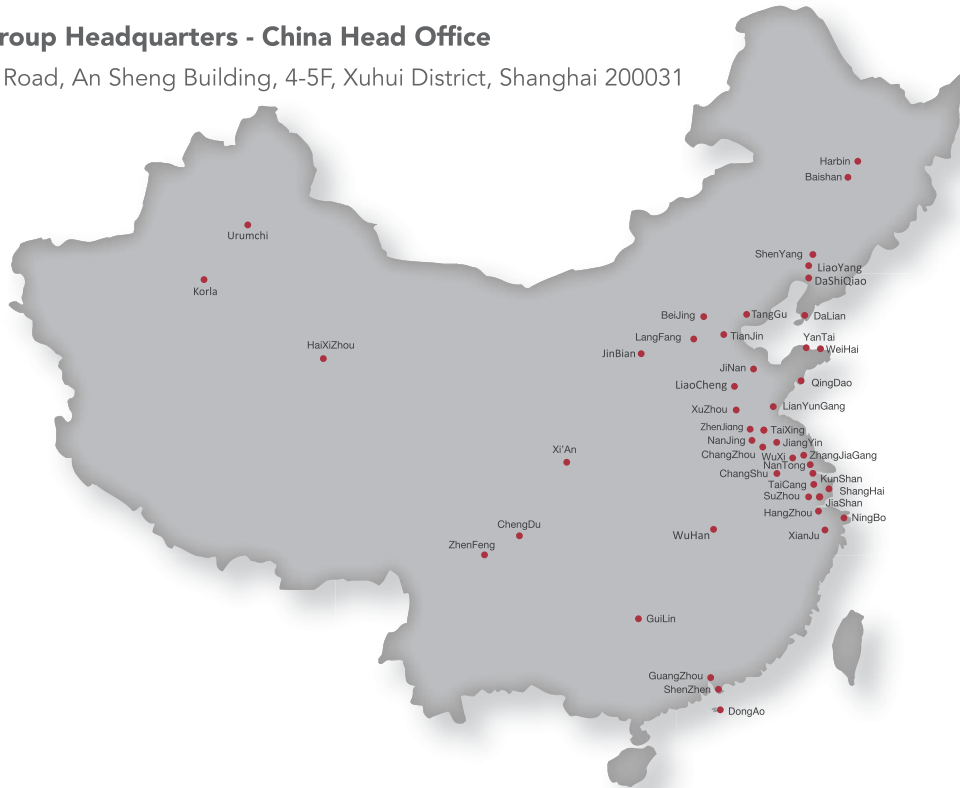 roup Headquarters - China Head Office
Road, An Sheng Building, 4-5F, Xuhui District, Shanghai 200031
Harbin
Baishan
Urumchi
ShenYang
LiaoYang
DaShiQiao
Korla
BeiJing
TangGu
DaLian
LangFang
TianJin
YanTai
HaiXiZhou
JinBian
WeiHai
JiNan
LiaoCheng
QingDao
XuZhou
LianYunGang
ZhenJiang
TaiXing
NanJing
JiangYin
Xi'An
ChangZhou
WuXi
ZhangJiaGang
NanTong
ChangShu
KunShan
TaiCang
ShangHai
SuZhou
JiaShan
HangZhou
NingBo
ChengDu
WuHan
XianJu
ZhenFeng
GuiLin
GuangZhou
ShenZhen
DongAo